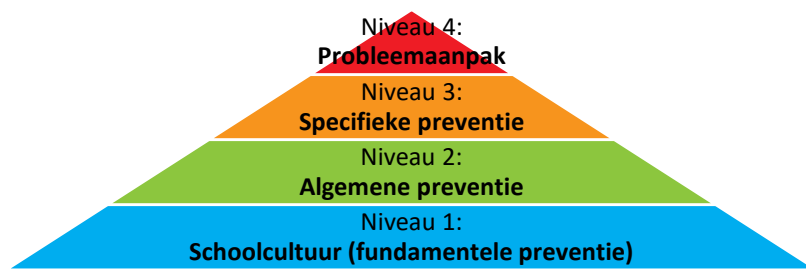 Niveau 4:
Probleemaanpak
Niveau 3:
Specifieke preventie
Niveau 2:
Algemene preventie
Niveau 1:
Schoolcultuur (fundamentele preventie)